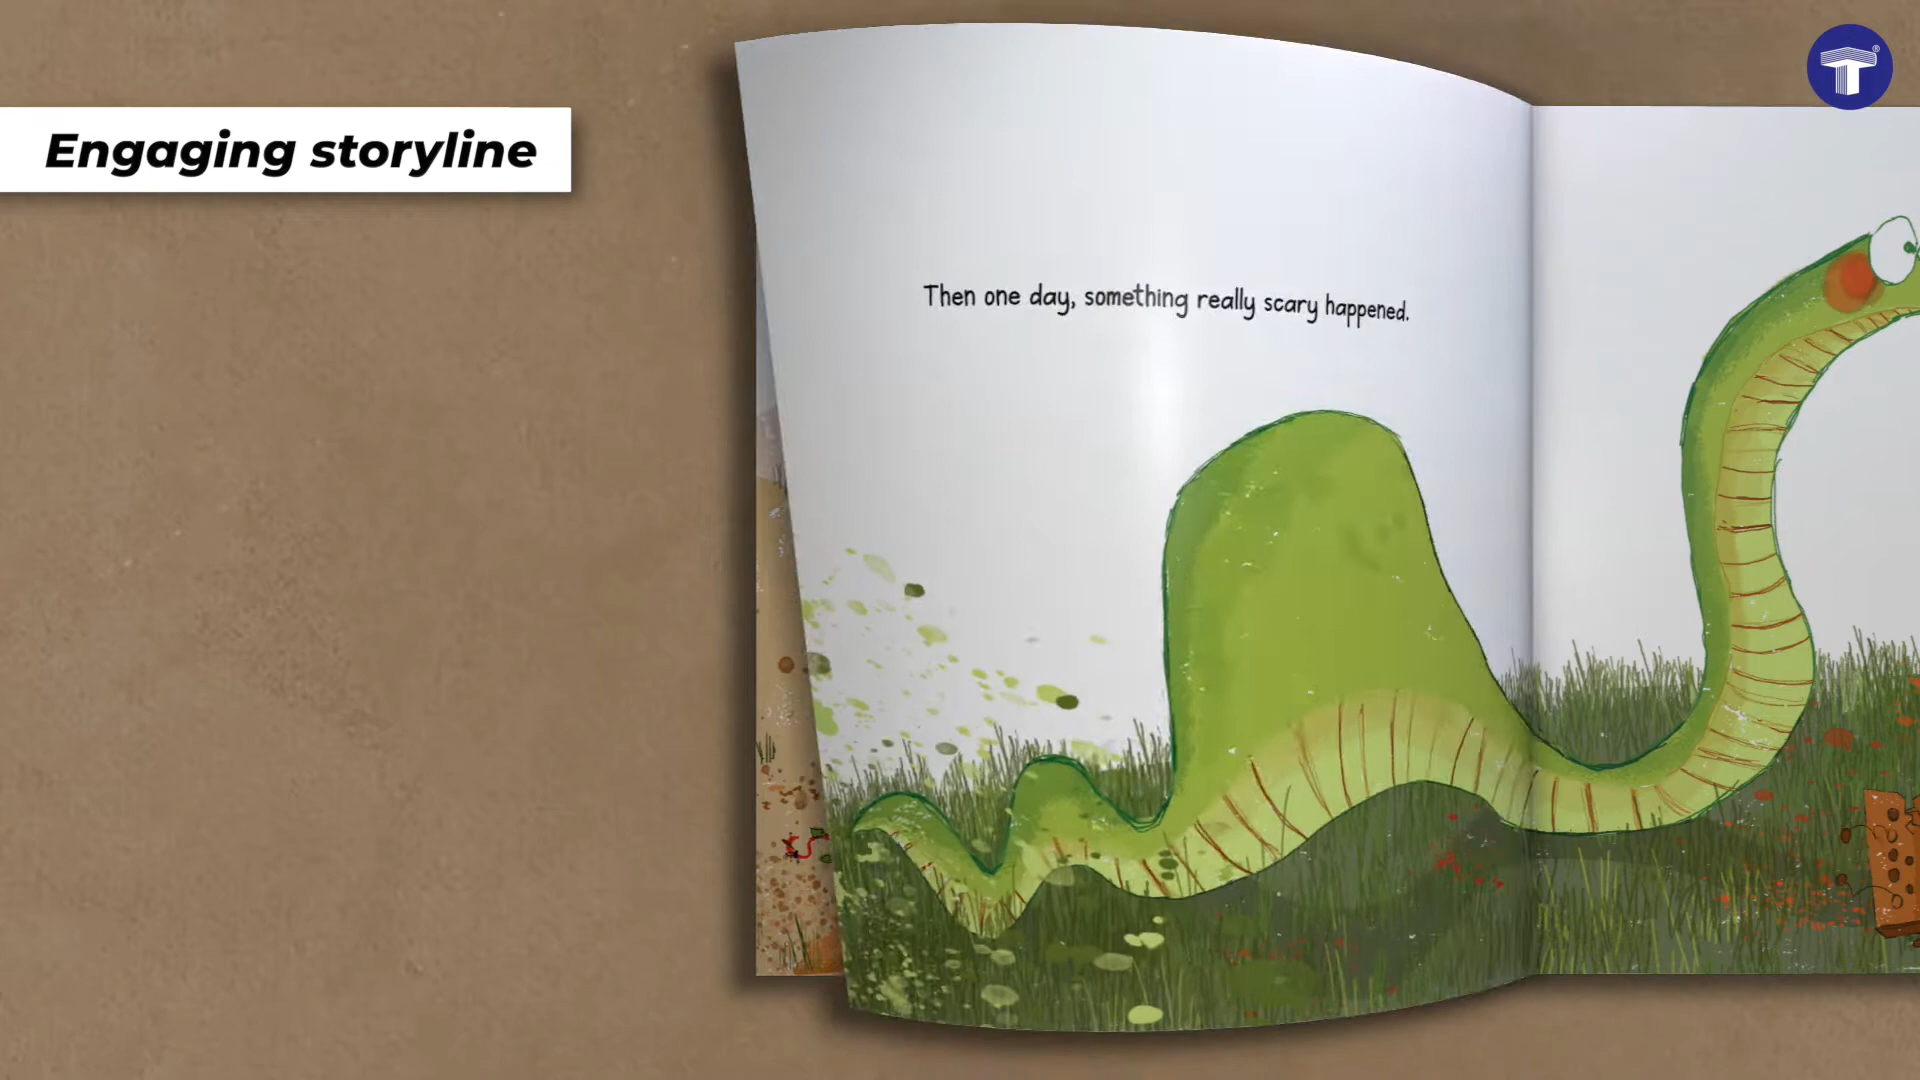 Engaging storyline
Then one day, something really scary happened.